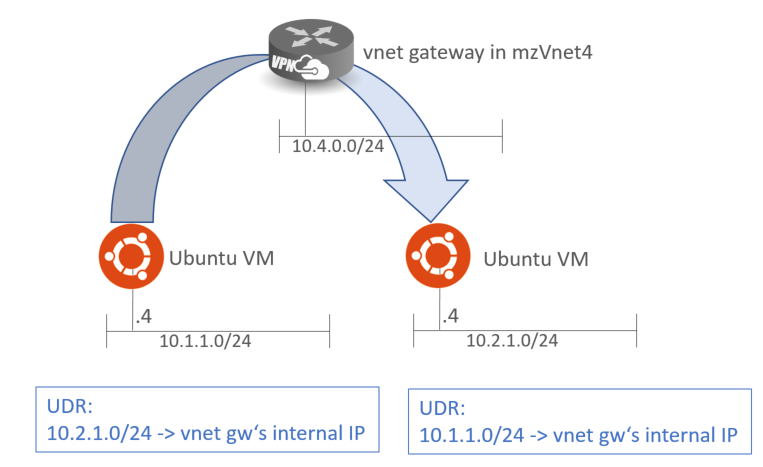 VPN
vnet gateway in mzVnet4
10.4.0.0/24
Ubuntu VM
Ubuntu VM
.4
.4
10.1.1.0/24
10.2.1.0/24
UDR:
10.2.1.0/24 -> vnet gw‘s internal IP
UDR:
10.1.1.0/24 -> vnet gw‘s internal IP